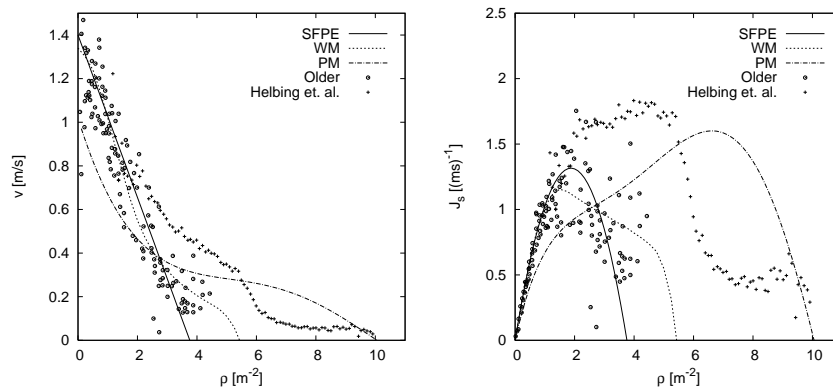 1.4
1.2
1
0.8
0.6
0.4
0.2
0
0 2 4 6 8 10
v [m/s]
ρ [m⁻²]
SFPE
WM
PM
Older
Helbing et. al.
2.5
2
1.5
1
0.5
0
0 2 4 6 8 10
Jₛ [(ms)⁻¹]
ρ [m⁻²]
SFPE
WM
PM
Older
Helbing et. al.